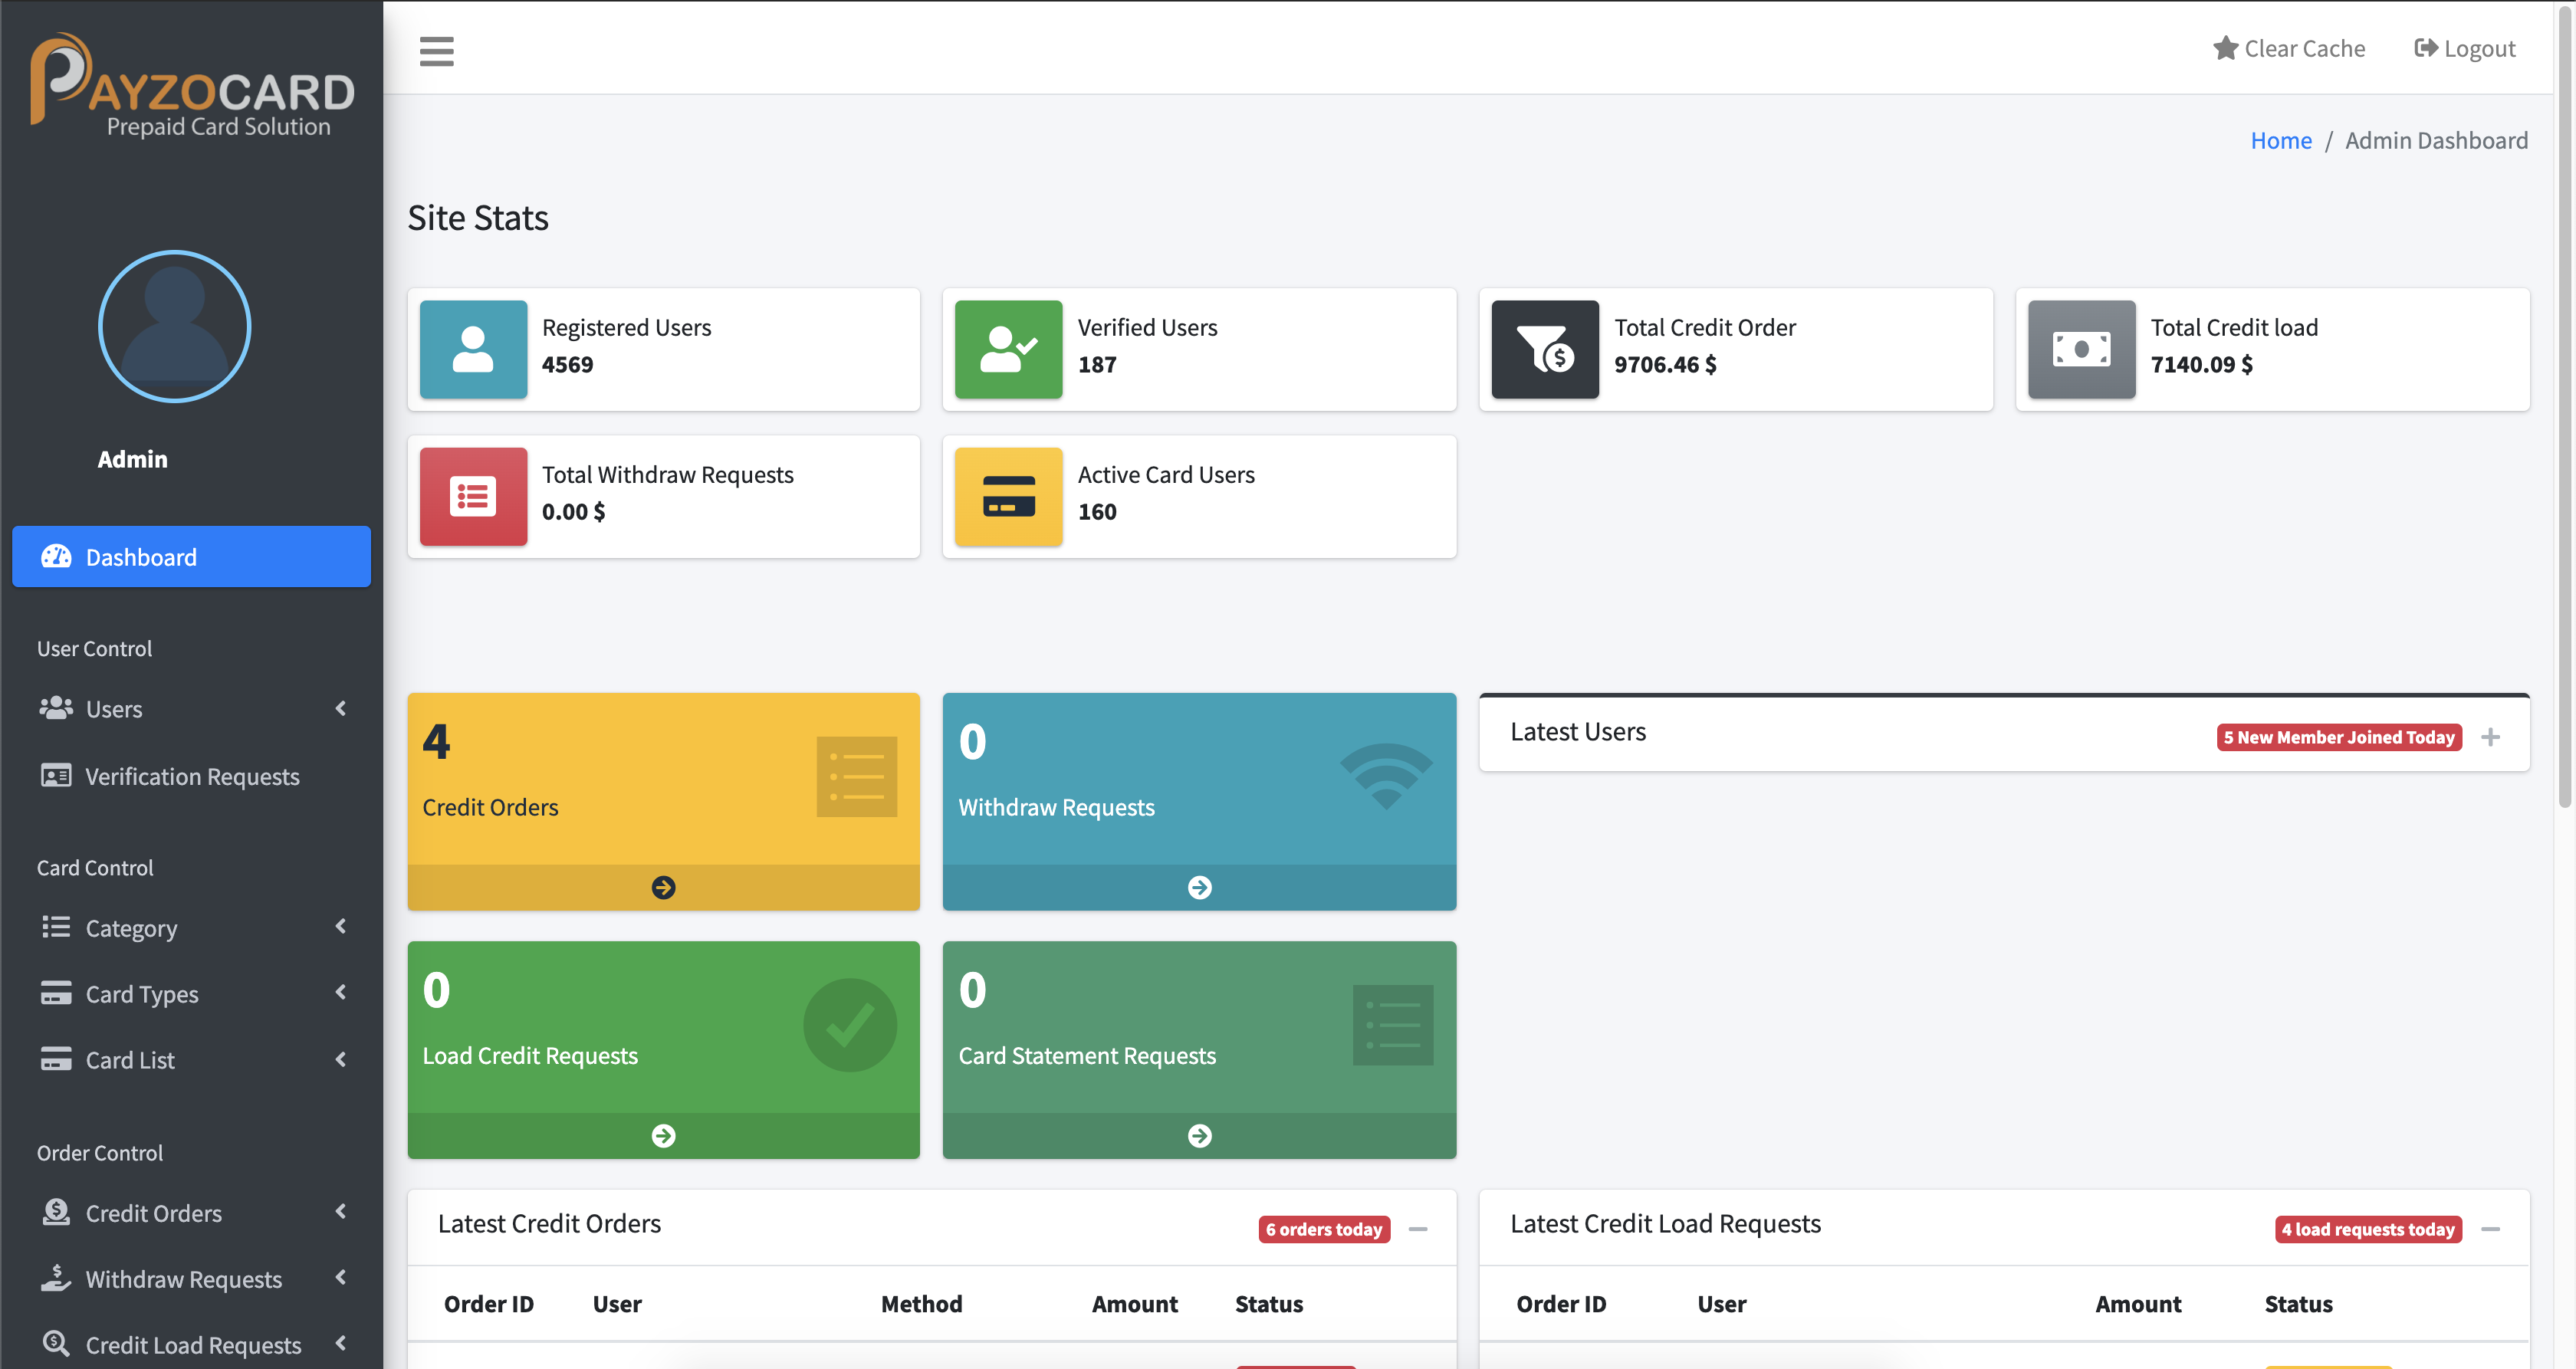 PAYZOCARD
Prepaid Card Solution
Admin
Dashboard
User Control
Users
Verification Requests
Card Control
Category
Card Types
Card List
Order Control
Credit Orders
Withdraw Requests
Credit Load Requests
Clear Cache
Logout
Home / Admin Dashboard
Site Stats
Registered Users
4569
Verified Users
187
Total Credit Order
9706.46 $
Total Credit load
7140.09 $
Total Withdraw Requests
0.00 $
Active Card Users
160
4
Credit Orders
0
Withdraw Requests
Latest Users
5 New Member Joined Today
0
Load Credit Requests
0
Card Statement Requests
Latest Credit Orders
6 orders today
Order ID User Method Amount Status
Latest Credit Load Requests
4 load requests today
Order ID User Amount Status